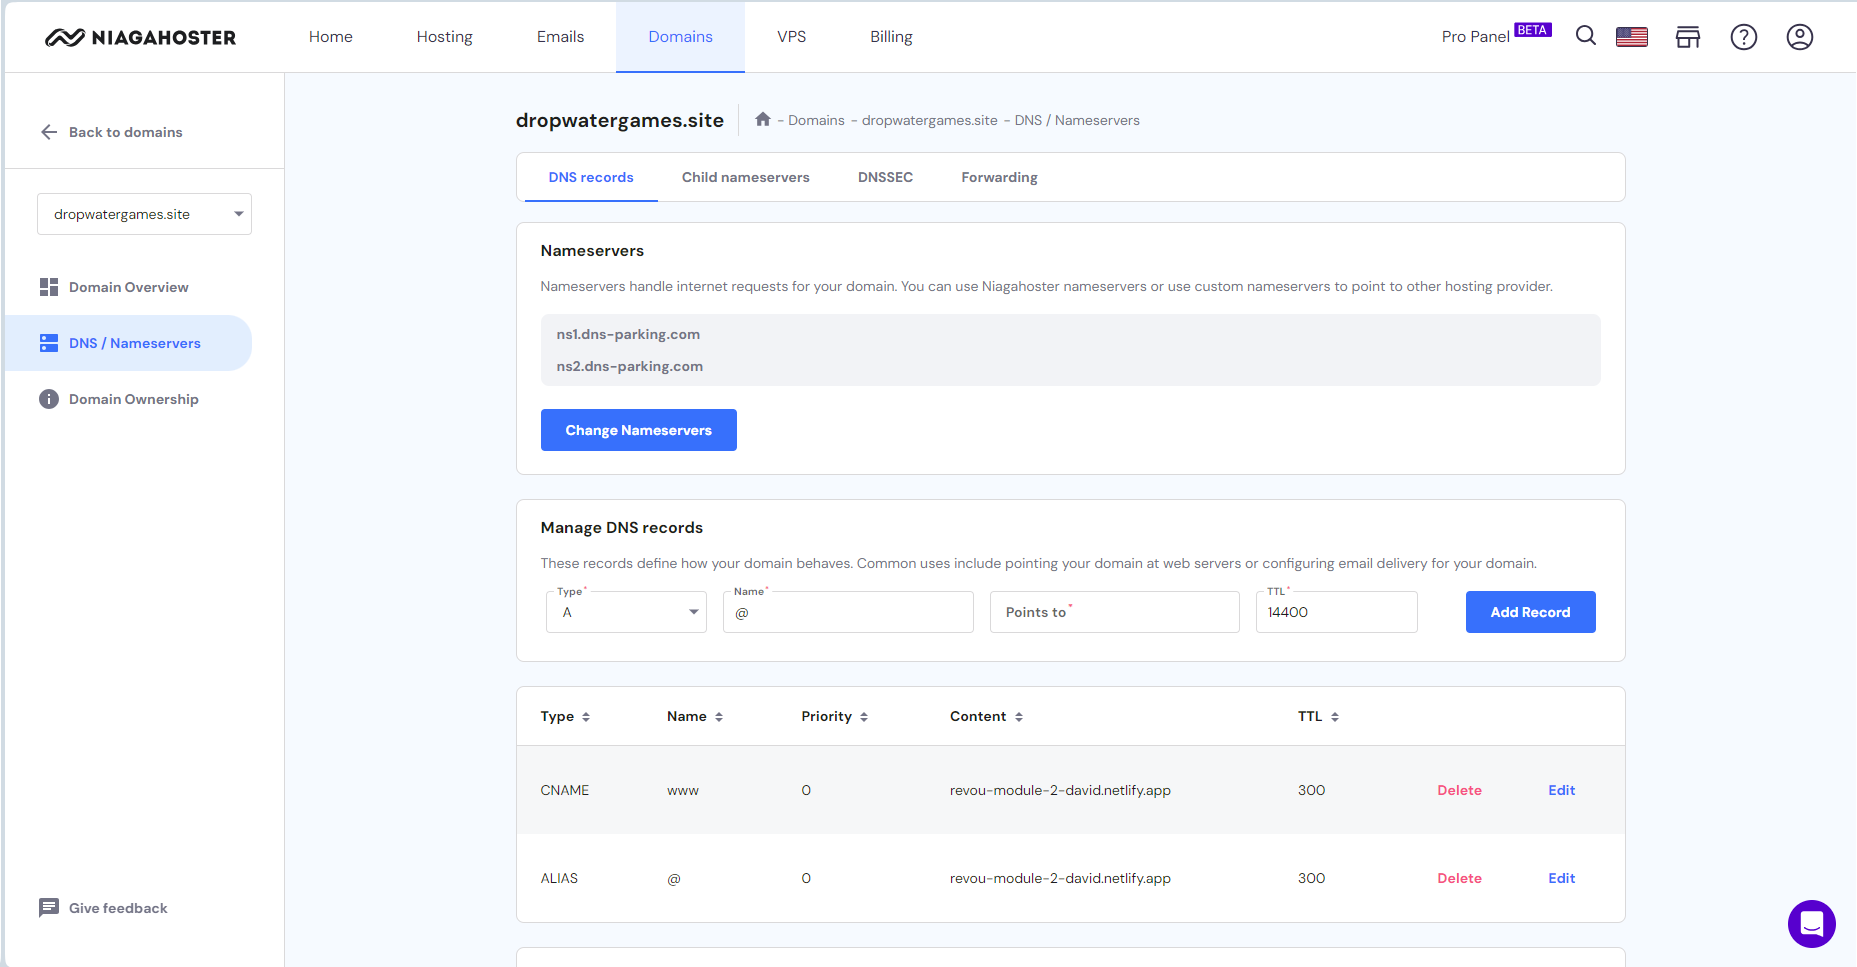 NIAGAHOSTER
Home
Hosting
Emails
Domains
VPS
Billing
Pro Panel BETA
Back to domains
dropwatergames.site
Domain Overview
DNS / Nameservers
Domain Ownership
Give feedback
dropwatergames.site
- Domains - dropwatergames.site - DNS / Nameservers
DNS records
Child nameservers
DNSSEC
Forwarding
Nameservers
Nameservers handle internet requests for your domain. You can use Niagahoster nameservers or use custom nameservers to point to other hosting provider.
ns1.dns-parking.com
ns2.dns-parking.com
Change Nameservers
Manage DNS records
These records define how your domain behaves. Common uses include pointing your domain at web servers or configuring email delivery for your domain.
Type*
A
Name*
@
Points to*
TTL*
14400
Add Record
Type Name Priority Content TTL
CNAME www 0 revou-module-2-david.netlify.app 300 Delete Edit
ALIAS @ 0 revou-module-2-david.netlify.app 300 Delete Edit